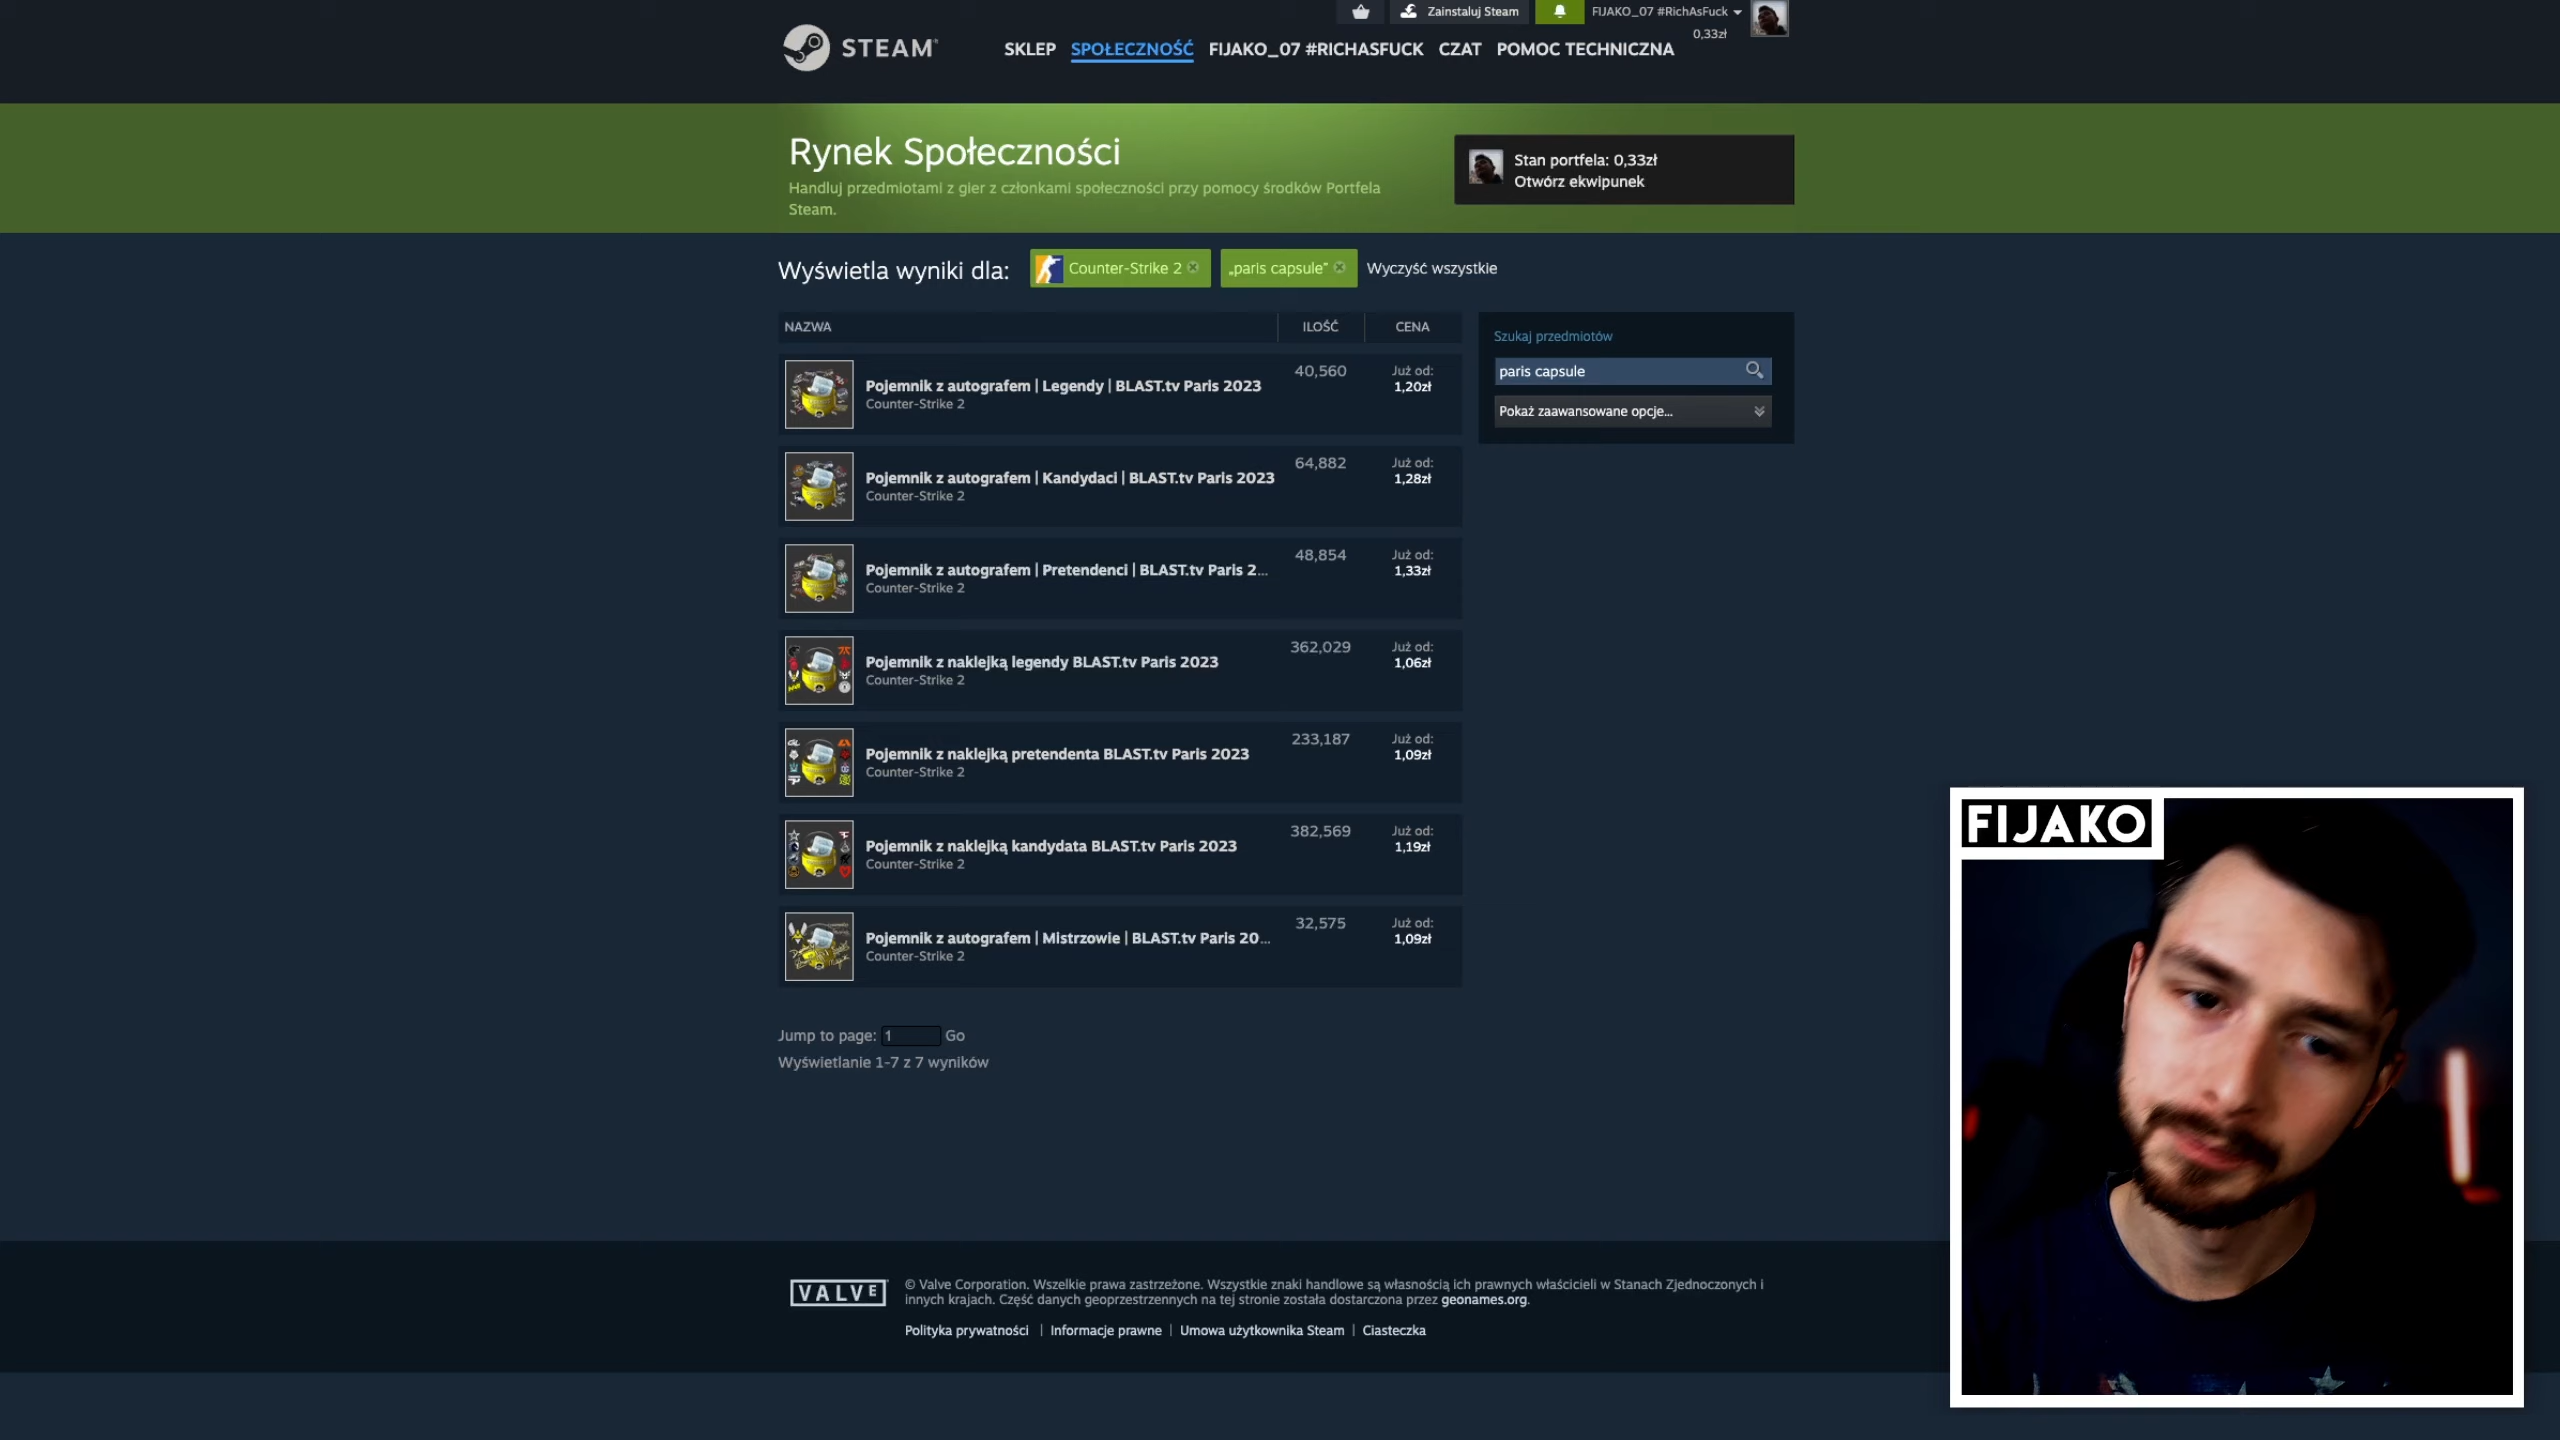 Zainstaluj Steam
FIJAKO_07 #RichAsFuck
0,33zł
STEAM
SKLEP SPOŁECZNOŚĆ FIJAKO_07 #RICHASFUCK CZAT POMOC TECHNICZNA
Rynek Społeczności
Handluj przedmiotami z gier z członkami społeczności przy pomocy środków Portfela
Steam.
Stan portfela: 0,33zł
Otwórz ekwipunek
Wyświetla wyniki dla: Counter-Strike 2 „paris capsule” Wyczyść wszystkie
NAZWA ILOŚĆ CENA
Pojemnik z autografem | Legendy | BLAST.tv Paris 2023
Counter-Strike 2
40,560
Już od:
1,20zł
Pojemnik z autografem | Kandydaci | BLAST.tv Paris 2023
Counter-Strike 2
64,882
Już od:
1,28zł
Pojemnik z autografem | Pretendenci | BLAST.tv Paris 2...
Counter-Strike 2
48,854
Już od:
1,33zł
Pojemnik z naklejką legendy BLAST.tv Paris 2023
Counter-Strike 2
362,029
Już od:
1,06zł
Pojemnik z naklejką pretendenta BLAST.tv Paris 2023
Counter-Strike 2
233,187
Już od:
1,09zł
Pojemnik z naklejką kandydata BLAST.tv Paris 2023
Counter-Strike 2
382,569
Już od:
1,19zł
Pojemnik z autografem | Mistrzowie | BLAST.tv Paris 20...
Counter-Strike 2
32,575
Już od:
1,09zł
Szukaj przedmiotów
paris capsule
Pokaż zaawansowane opcje...
Jump to page: 1 Go
Wyświetlanie 1-7 z 7 wyników
FIJAKO
VALVE
© Valve Corporation. Wszelkie prawa zastrzeżone. Wszystkie znaki handlowe są własnością ich prawnych właścicieli w Stanach Zjednoczonych i
innych krajach. Część danych geoprzestrzennych na tej stronie została dostarczona przez geonames.org.
Polityka prywatności | Informacje prawne | Umowa użytkownika Steam | Ciasteczka